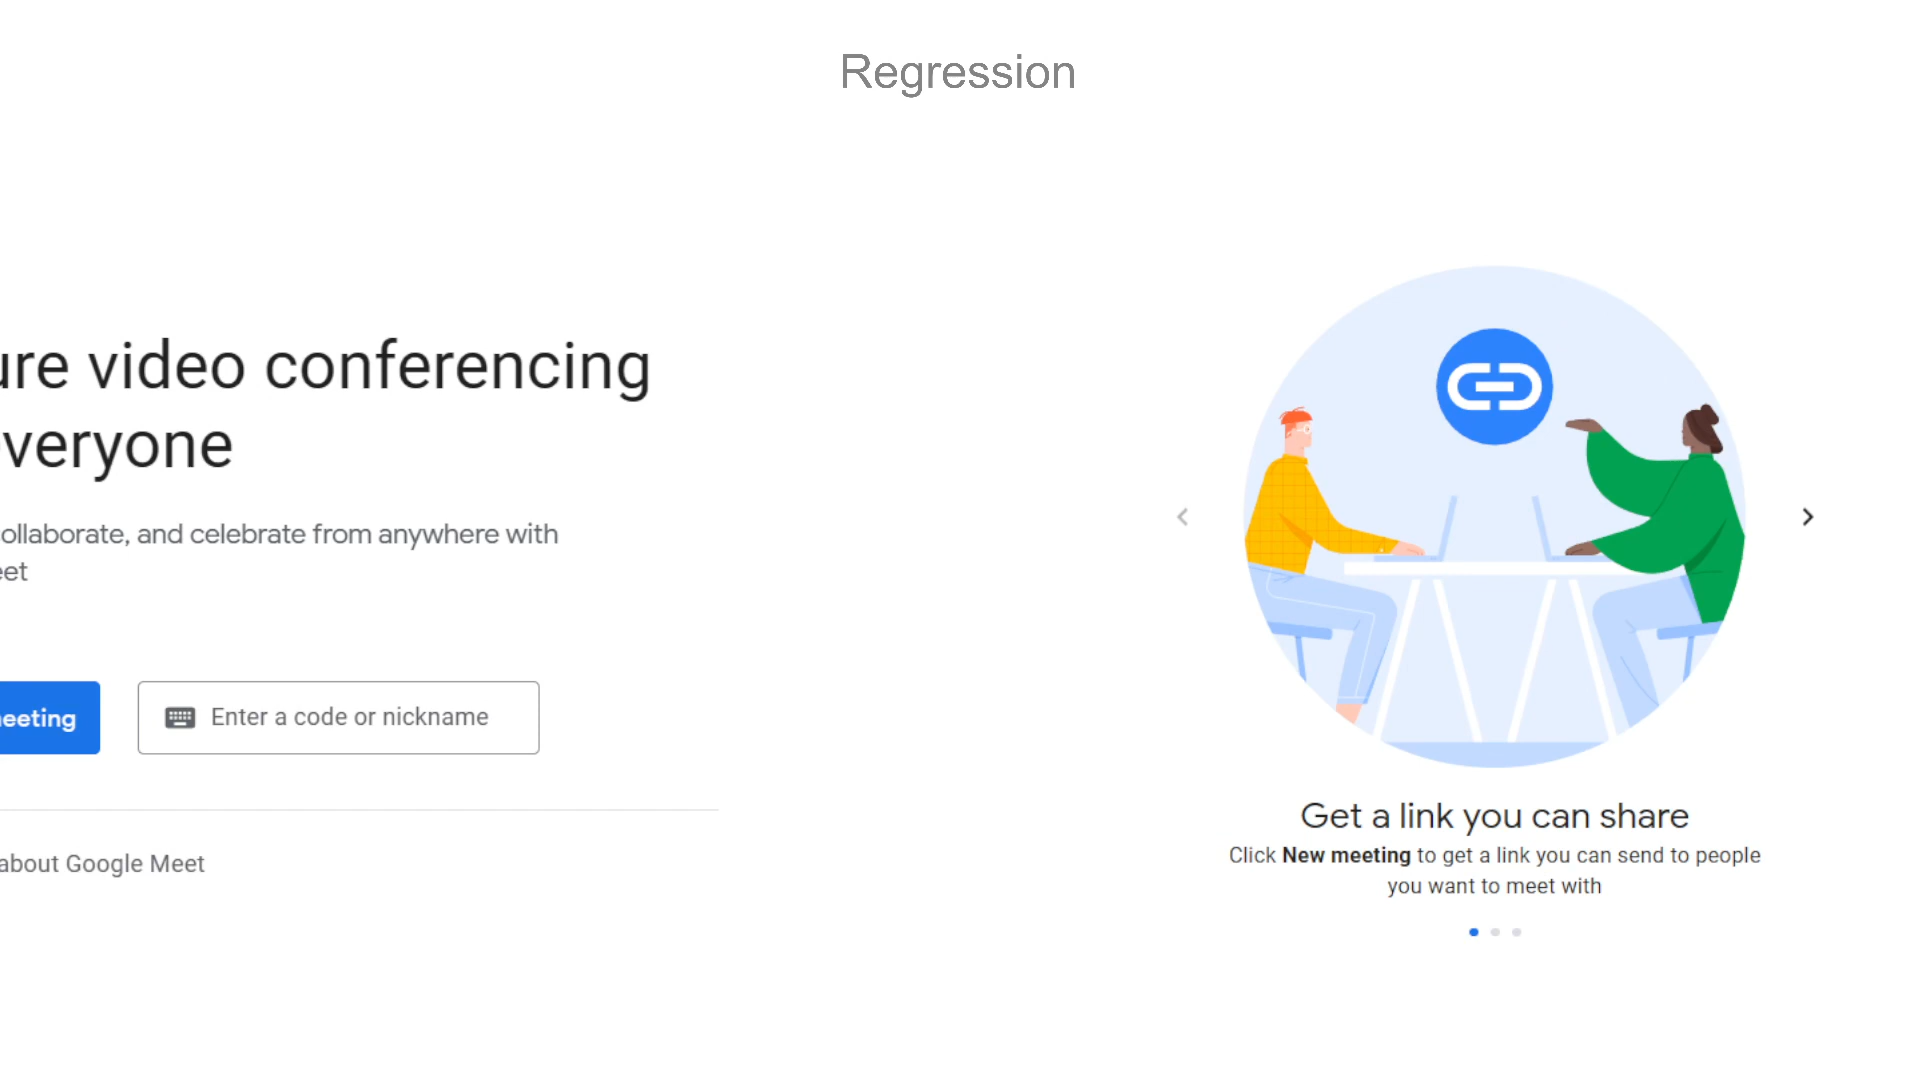 Regression
ure video conferencing
everyone
ollaborate, and celebrate from anywhere with
eet
eeting
Enter a code or nickname
about Google Meet
Get a link you can share
Click New meeting to get a link you can send to people
you want to meet with